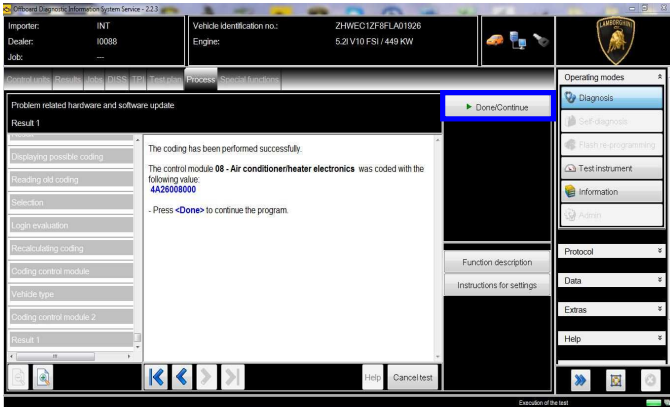 Offboard Diagnostic Information System Service - 2.2.3
Importer: INT
Dealer: I0088
Job: ---
Vehicle identification no.: ZHWEC1ZF8FLA01926
Engine: 5.2l V10 FSI / 449 KW
LAMBORGHINI
Control units Results Jobs DISS TPI Test plan Process Special functions
Problem related hardware and software update
Result 1
Displaying possible coding
Reading old coding
Selection
Login evaluation
Recalculating coding
Coding control module
Vehicle type
Coding control module 2
Result 1
The coding has been performed successfully.
The control module 08 - Air conditioner/heater electronics was coded with the
following value:
4A26008000
- Press <Done> to continue the program.
Help
Cancel test
Done/Continue
Function description
Instructions for settings
Operating modes
Diagnosis
Self-diagnosis
Flash re-programming
Test instrument
Information
Admin
Protocol
Data
Extras
Help
Execution of the test